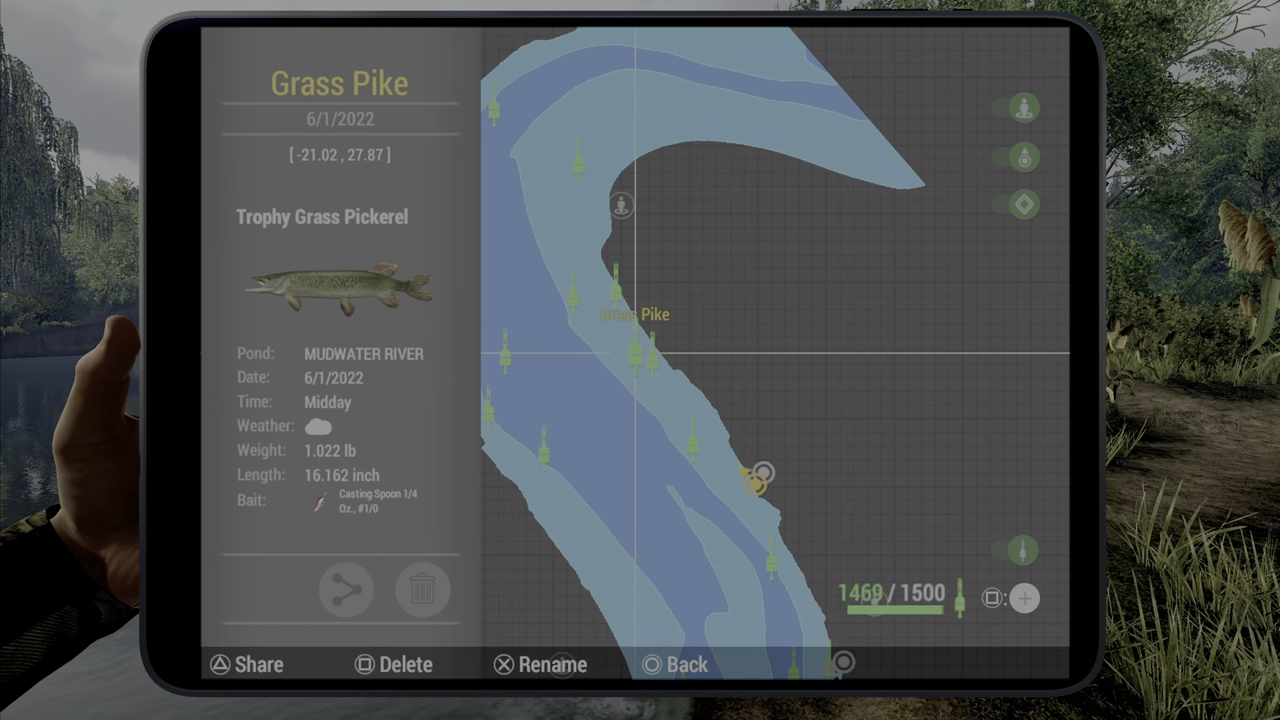 Grass Pike
6/1/2022
[ -21.02 , 27.87 ]
Trophy Grass Pickerel
Pond: MUDWATER RIVER
Date: 6/1/2022
Time: Midday
Weather:
Weight: 1.022 lb
Length: 16.162 inch
Bait: Casting Spoon 1/4
Oz., #1/0
Grass Pike
1469 / 1500
Share
Delete
Rename
Back